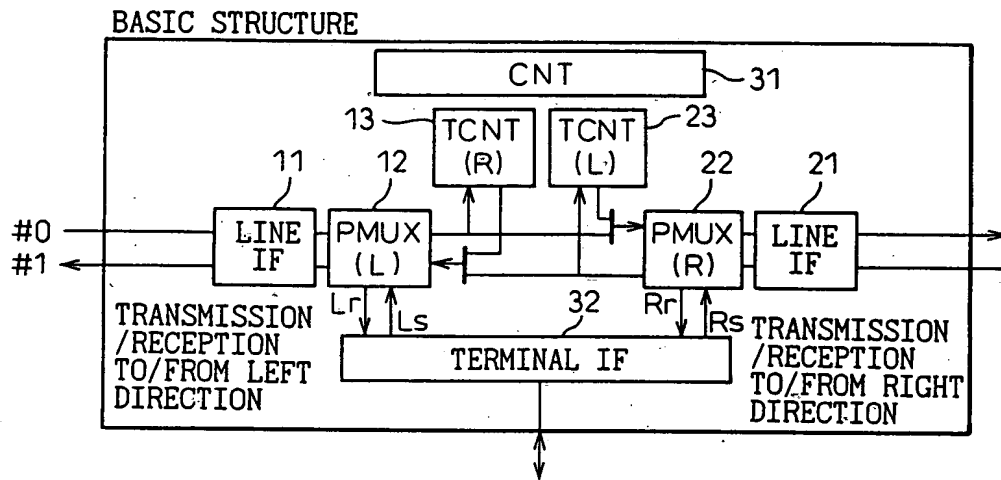 BASIC STRUCTURE
CNT
31
13
TCNT
(R)
TCNT
(L)
23
11
12
22
21
#0
#1
LINE
IF
PMUX
(L)
PMUX
(R)
LINE
IF
Lr
Ls
32
Rr
Rs
TERMINAL IF
TRANSMISSION
/RECEPTION
TO/FROM LEFT
DIRECTION
TRANSMISSION
/RECEPTION
TO/FROM RIGHT
DIRECTION